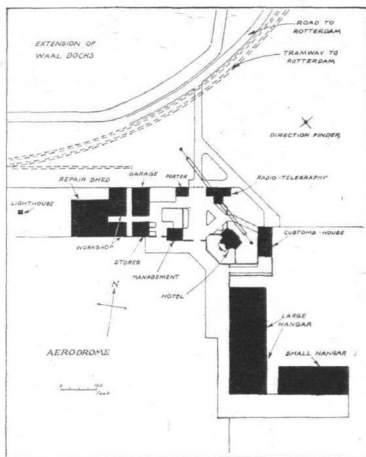 EXTENSION OF
WAAL DOCKS
ROAD TO
ROTTERDAM
TRAMWAY TO
ROTTERDAM
DIRECTION FINDER
REPAIR SHED
GARAGE
PORTER
RADIO-TELEGRAPHY
LIGHTHOUSE
WORKSHOP
STORES
MANAGEMENT
HOTEL
CUSTOMS-HOUSE
N
LARGE
HANGAR
AERODROME
SMALL HANGAR
0
feet